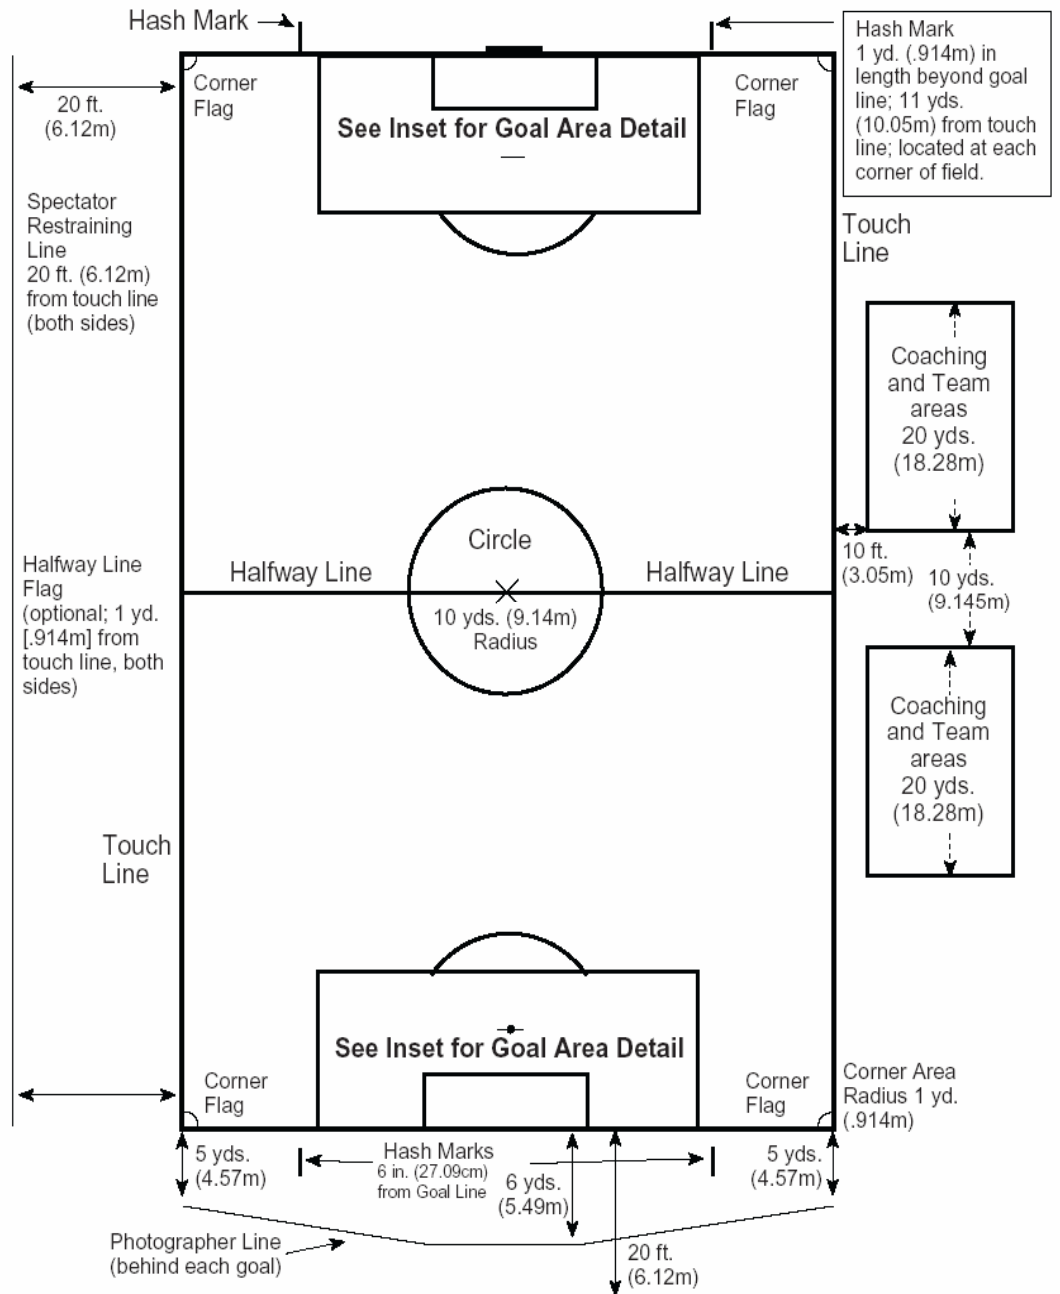 Hash Mark
Hash Mark
1 yd. (.914m) in
length beyond goal
line; 11 yds.
(10.05m) from touch
line; located at each
corner of field.
20 ft.
(6.12m)
Corner
Flag
Corner
Flag
See Inset for Goal Area Detail
Spectator
Restraining
Line
20 ft. (6.12m)
from touch line
(both sides)
Touch
Line
Coaching
and Team
areas
20 yds.
(18.28m)
Circle
10 ft.
(3.05m)
10 yds.
(9.145m)
Halfway Line
Flag
(optional; 1 yd.
[.914m] from
touch line, both
sides)
Halfway Line
Halfway Line
10 yds. (9.14m)
Radius
Coaching
and Team
areas
20 yds.
(18.28m)
Touch
Line
See Inset for Goal Area Detail
Corner
Flag
Corner
Flag
Corner Area
Radius 1 yd.
(.914m)
5 yds.
(4.57m)
Hash Marks
6 in. (27.09cm)
from Goal Line
6 yds.
(5.49m)
5 yds.
(4.57m)
Photographer Line
(behind each goal)
20 ft.
(6.12m)